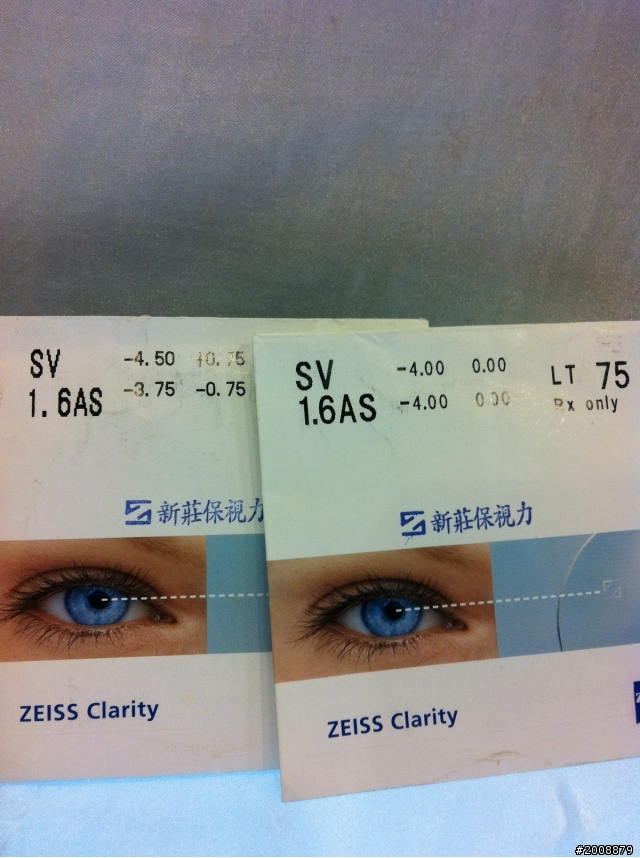 SV -4.50 +0.75
1.6AS -3.75 -0.75
新莊保視力
ZEISS Clarity
SV -4.00 0.00 LT 75
1.6AS -4.00 0.00 Rx only
新莊保視力
ZEISS Clarity
#2008879